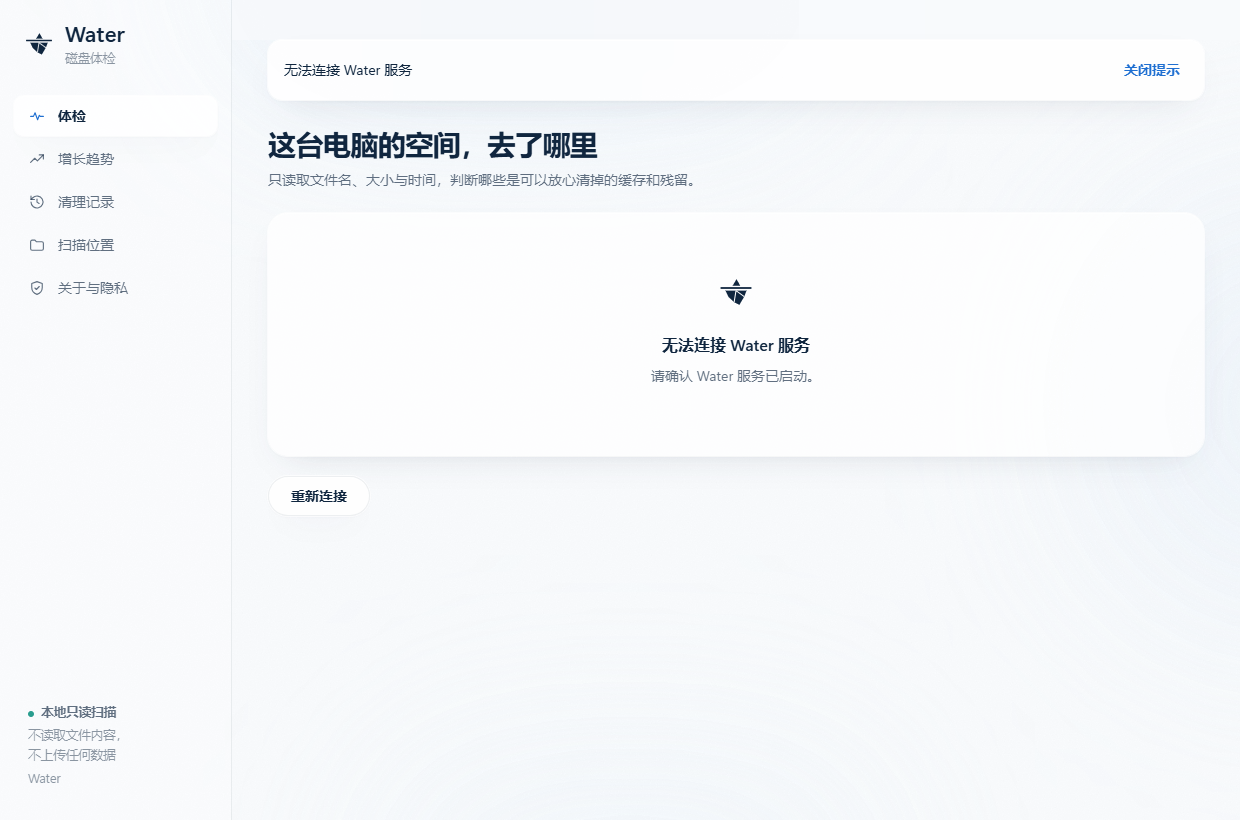 Water
磁盘体检
体检
增长趋势
清理记录
扫描位置
关于与隐私
本地只读扫描
不读取文件内容，
不上传任何数据
Water
无法连接 Water 服务
关闭提示
这台电脑的空间，去了哪里
只读取文件名、大小与时间，判断哪些是可以放心清掉的缓存和残留。
无法连接 Water 服务
请确认 Water 服务已启动。
重新连接